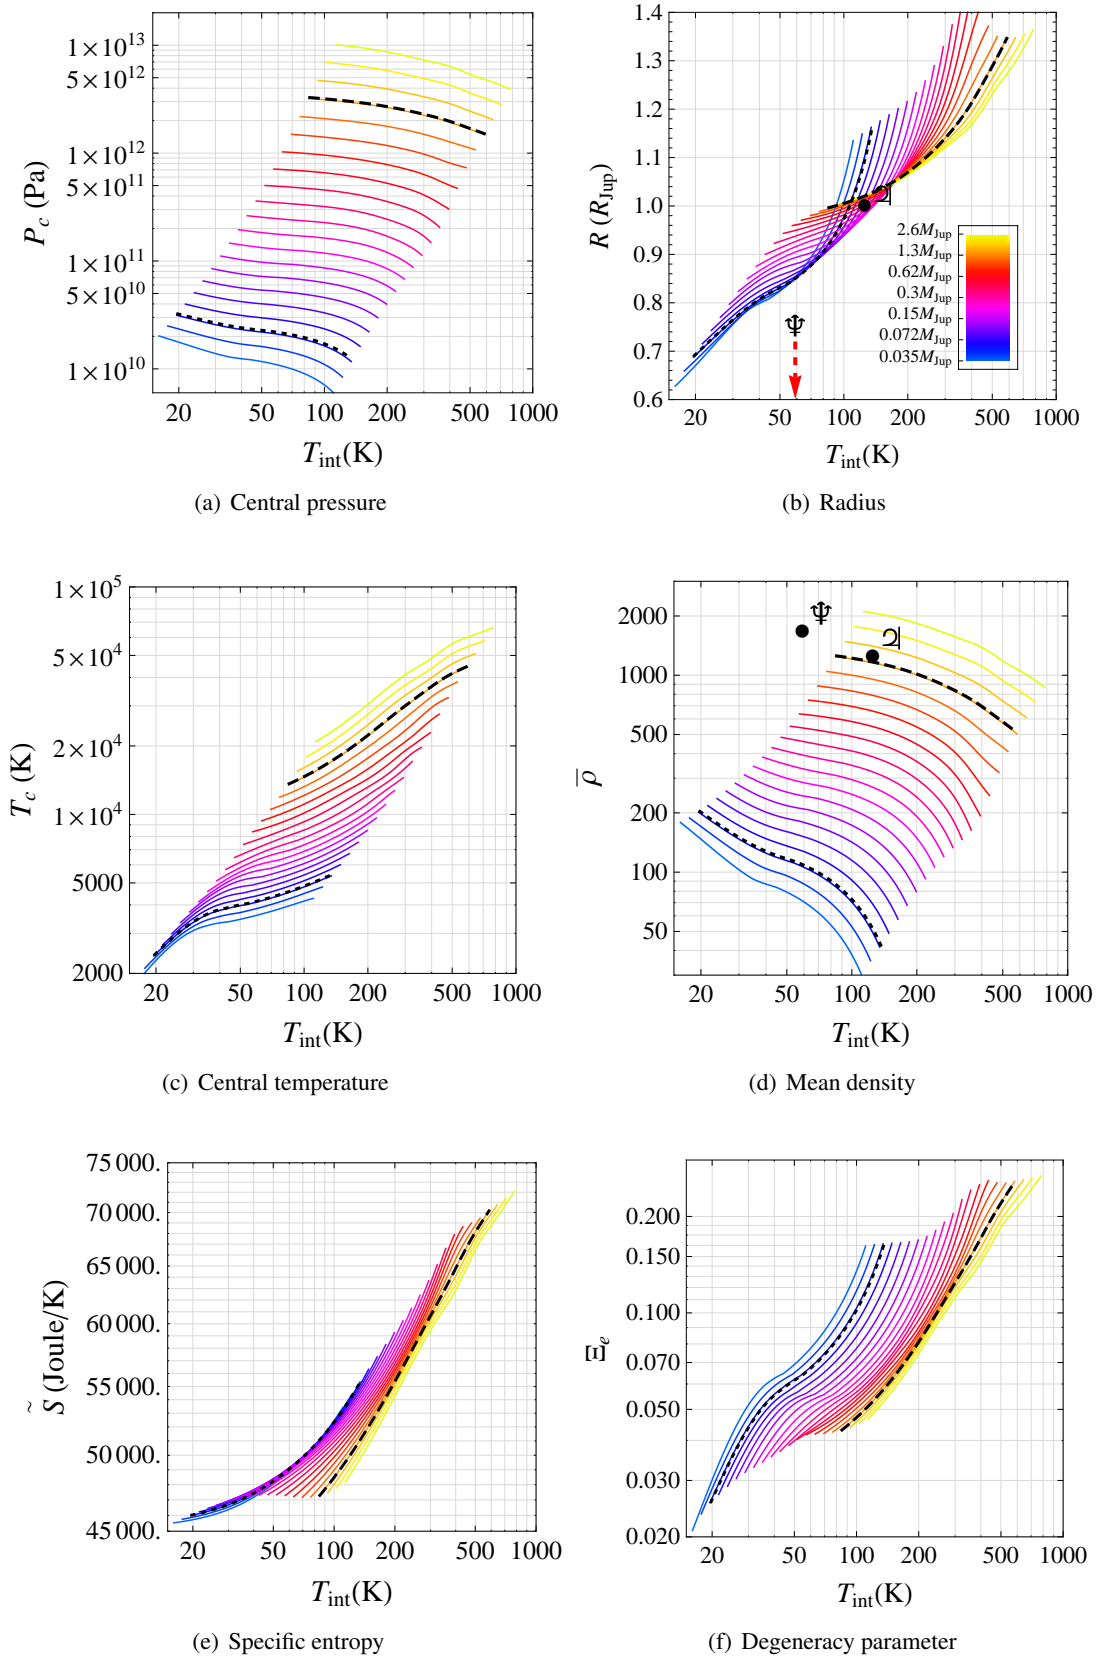 1×10^13
5×10^12
1×10^12
5×10^11
1×10^11
5×10^10
1×10^10
P_c (Pa)
20 50 100 200 500 1000
T_int(K)
(a) Central pressure
1.4
1.3
1.2
1.1
1.0
0.9
0.8
0.7
0.6
R (R_Jup)
♃
♆
2.6M_Jup
1.3M_Jup
0.62M_Jup
0.3M_Jup
0.15M_Jup
0.072M_Jup
0.035M_Jup
20 50 100 200 500 1000
T_int(K)
(b) Radius
1×10^5
5×10^4
2×10^4
1×10^4
5000
2000
T_c (K)
20 50 100 200 500 1000
T_int(K)
(c) Central temperature
2000
1000
500
200
100
50
ρ̅
♆
♃
20 50 100 200 500 1000
T_int(K)
(d) Mean density
75 000.
70 000.
65 000.
60 000.
55 000.
50 000.
45 000.
S̃ (Joule/K)
20 50 100 200 500 1000
T_int(K)
(e) Specific entropy
0.200
0.150
0.100
0.070
0.050
0.030
0.020
Ξ_e
20 50 100 200 500 1000
T_int(K)
(f) Degeneracy parameter